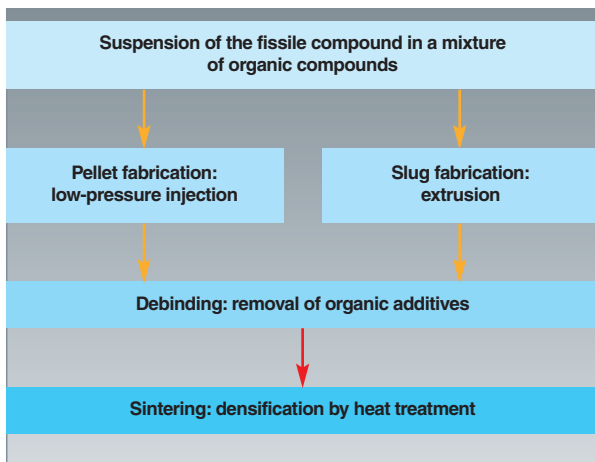 Suspension of the fissile compound in a mixture
of organic compounds
Pellet fabrication:
low-pressure injection
Slug fabrication:
extrusion
Debinding: removal of organic additives
Sintering: densification by heat treatment